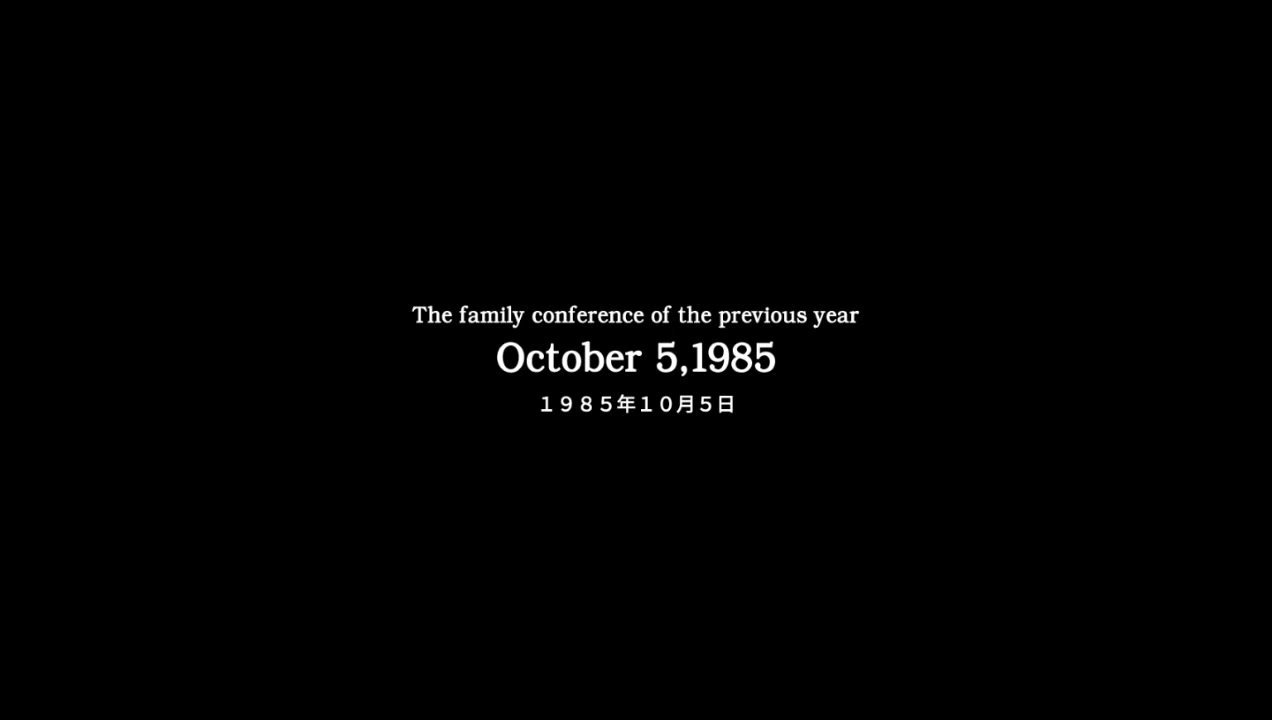 The family conference of the previous year
October 5,1985
１９８５年１０月５日